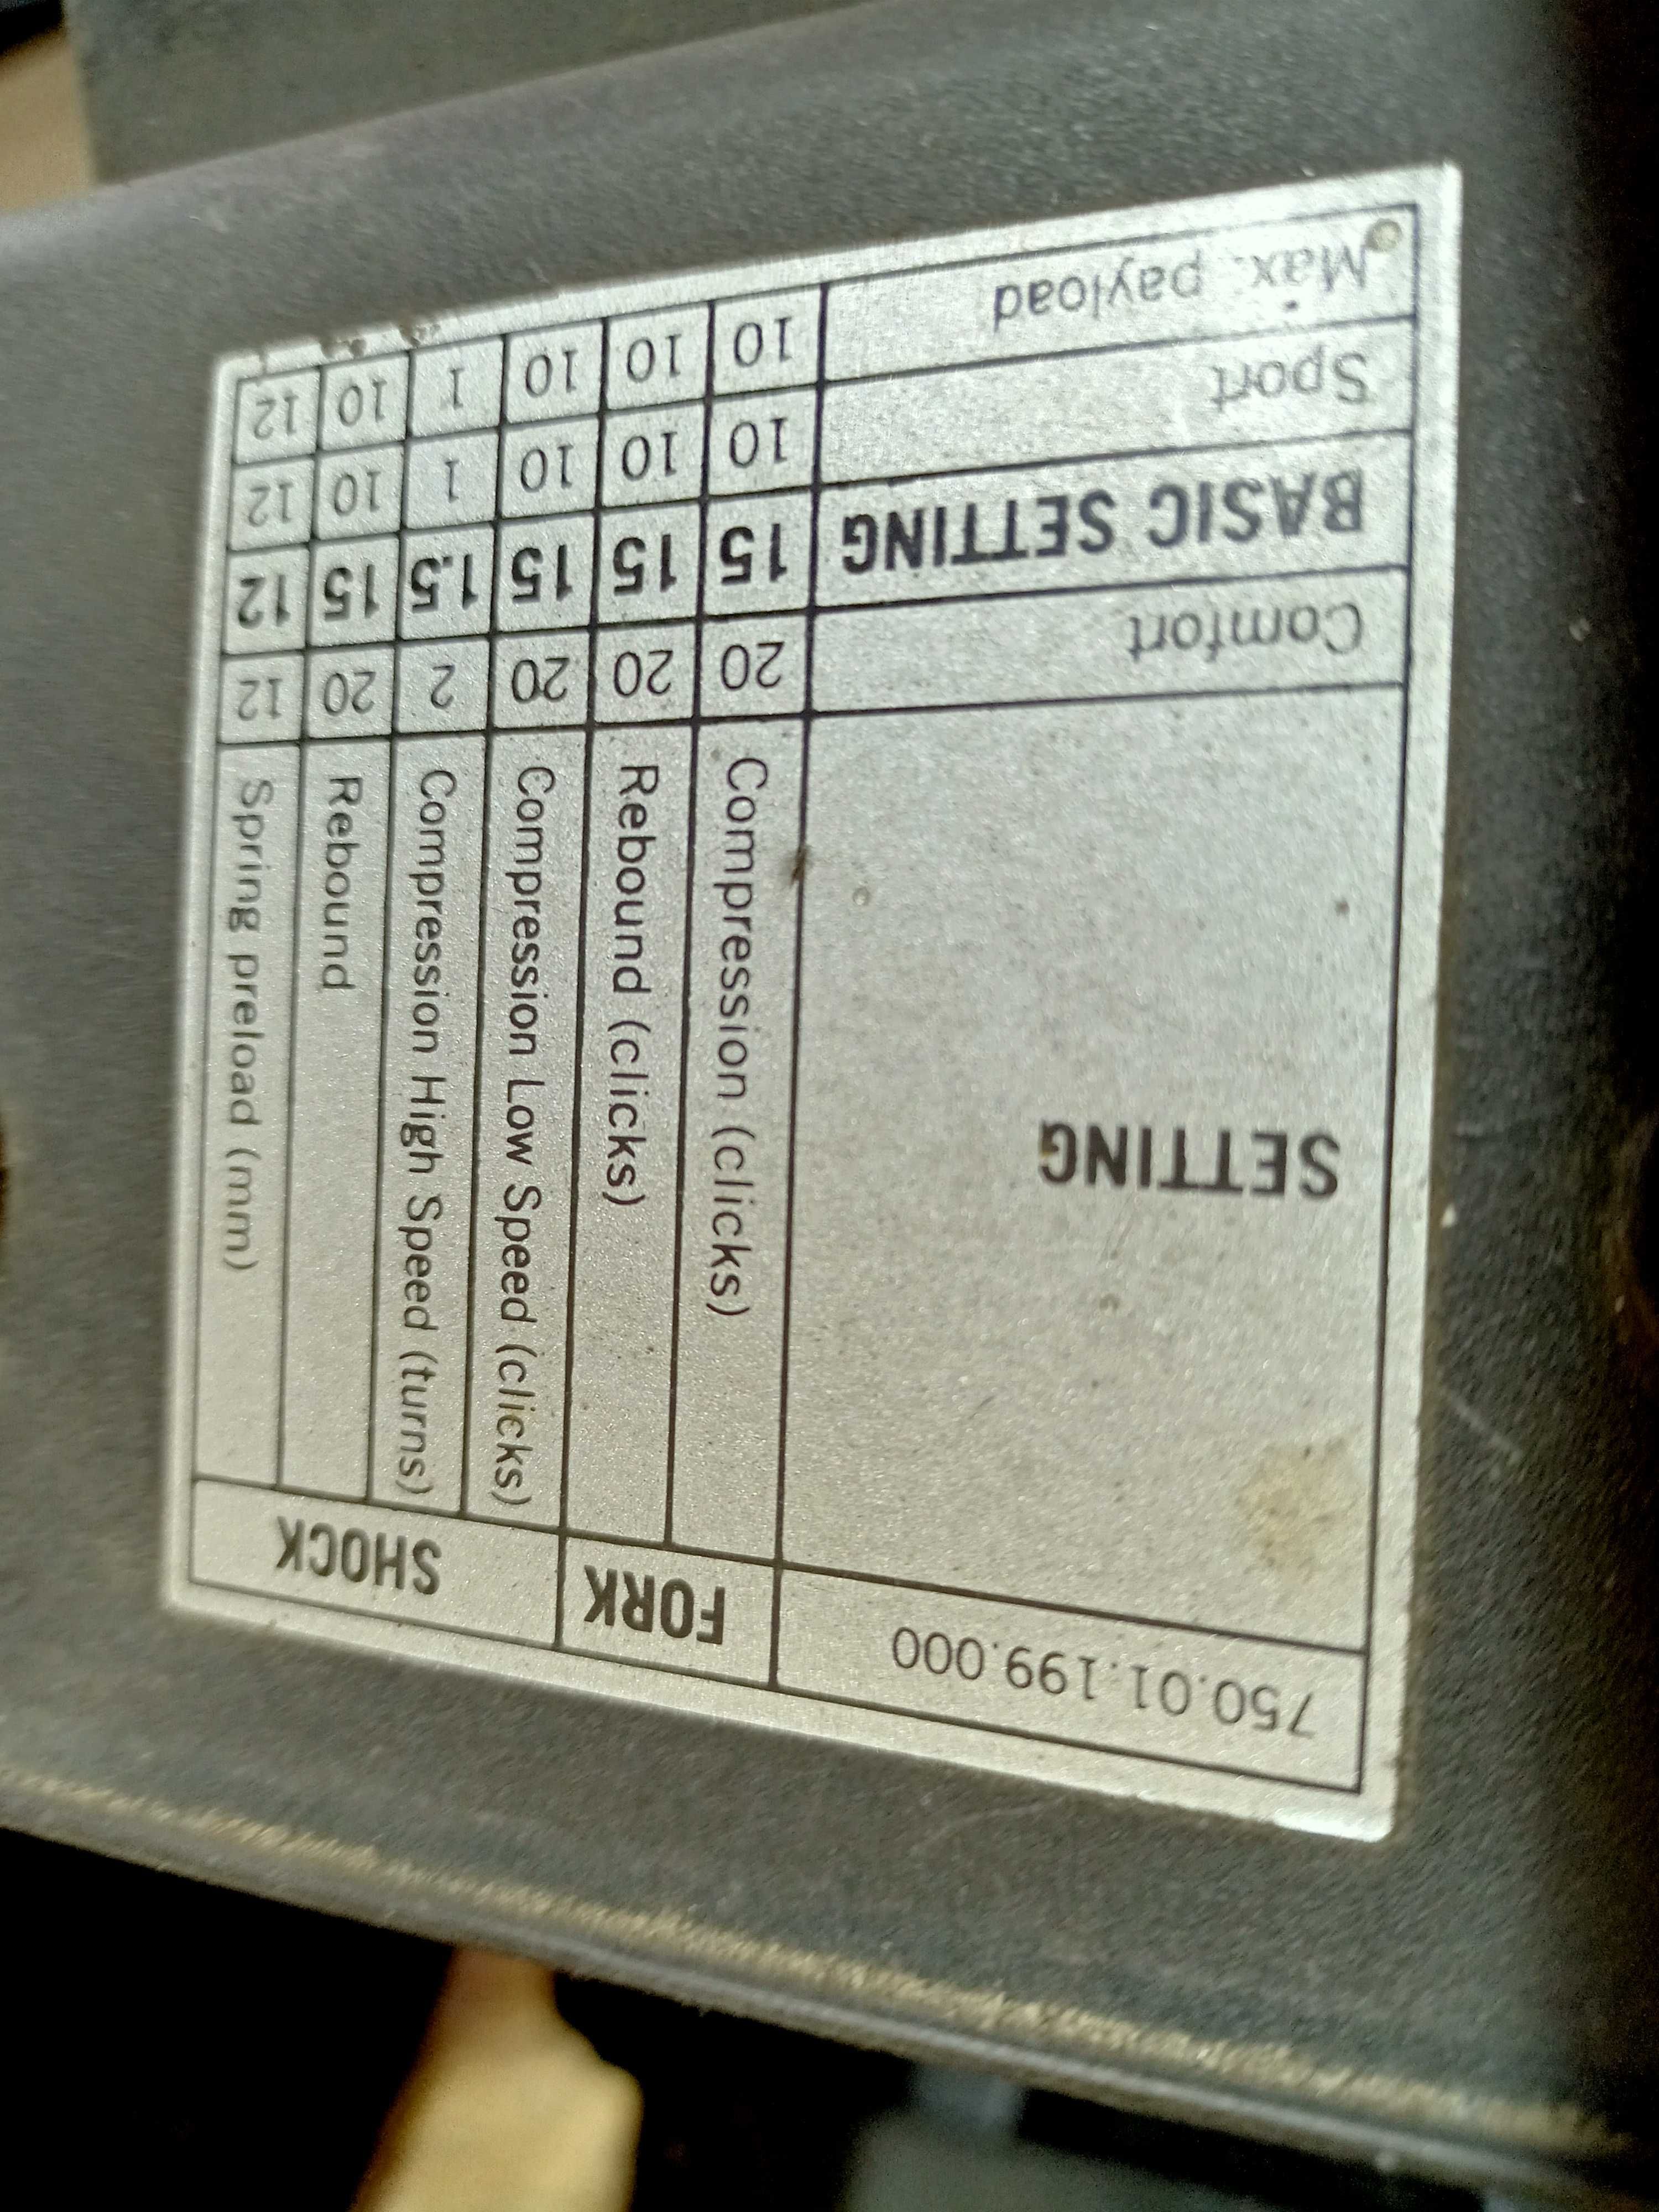 750.01.199.000
FORK
SHOCK
SETTING
Compression (clicks)
Rebound (clicks)
Compression Low Speed (clicks)
Compression High Speed (turns)
Rebound
Spring preload (mm)
Comfort 20 20 20 2 20 12
BASIC SETTING 15 15 15 1.5 15 12
Sport 10 10 10 1 10 12
Max. payload 10 10 10 1 10 12